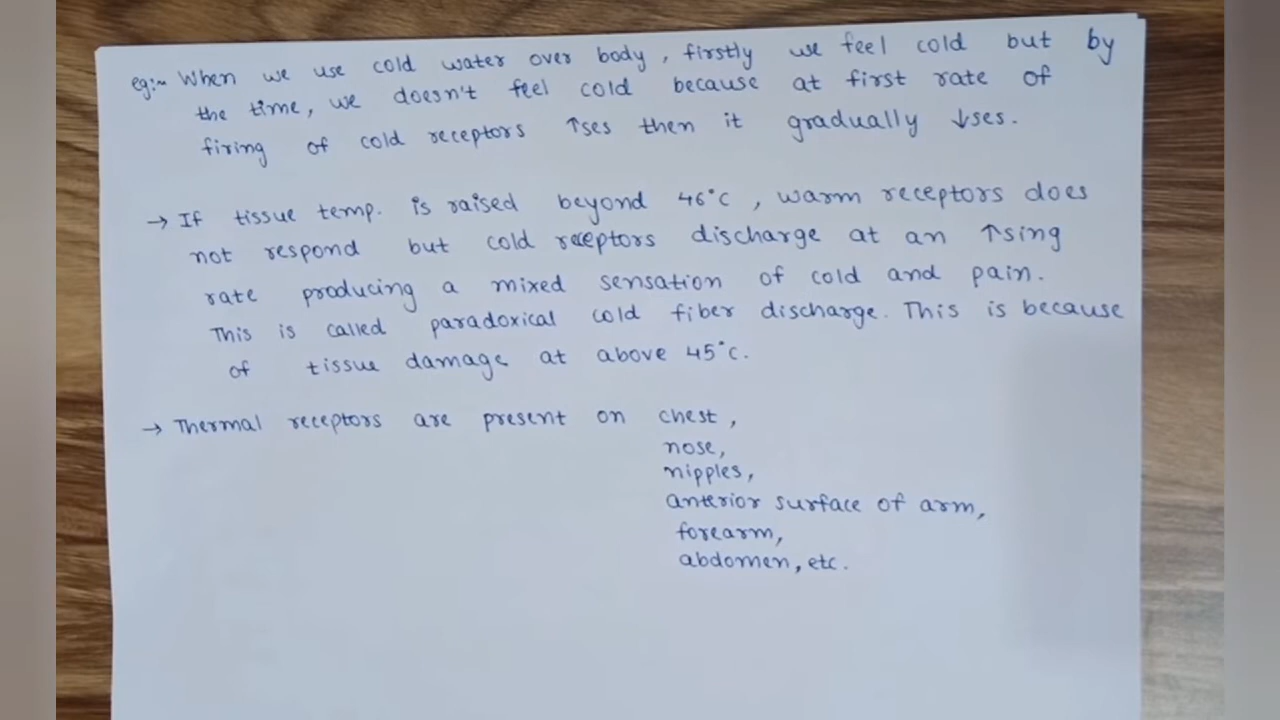 eg:- When we use cold water over body, firstly we feel cold but by
the time, we doesn't feel cold because at first rate of
firing of cold receptors ↑ses then it gradually ↓ses.
→ If tissue temp. is raised beyond 46°c, warm receptors does
not respond but cold receptors discharge at an ↑sing
rate producing a mixed sensation of cold and pain.
This is called paradoxical cold fiber discharge. This is because
of tissue damage at above 45°c.
→ Thermal receptors are present on chest,
nose,
nipples,
anterior surface of arm,
forearm,
abdomen, etc.